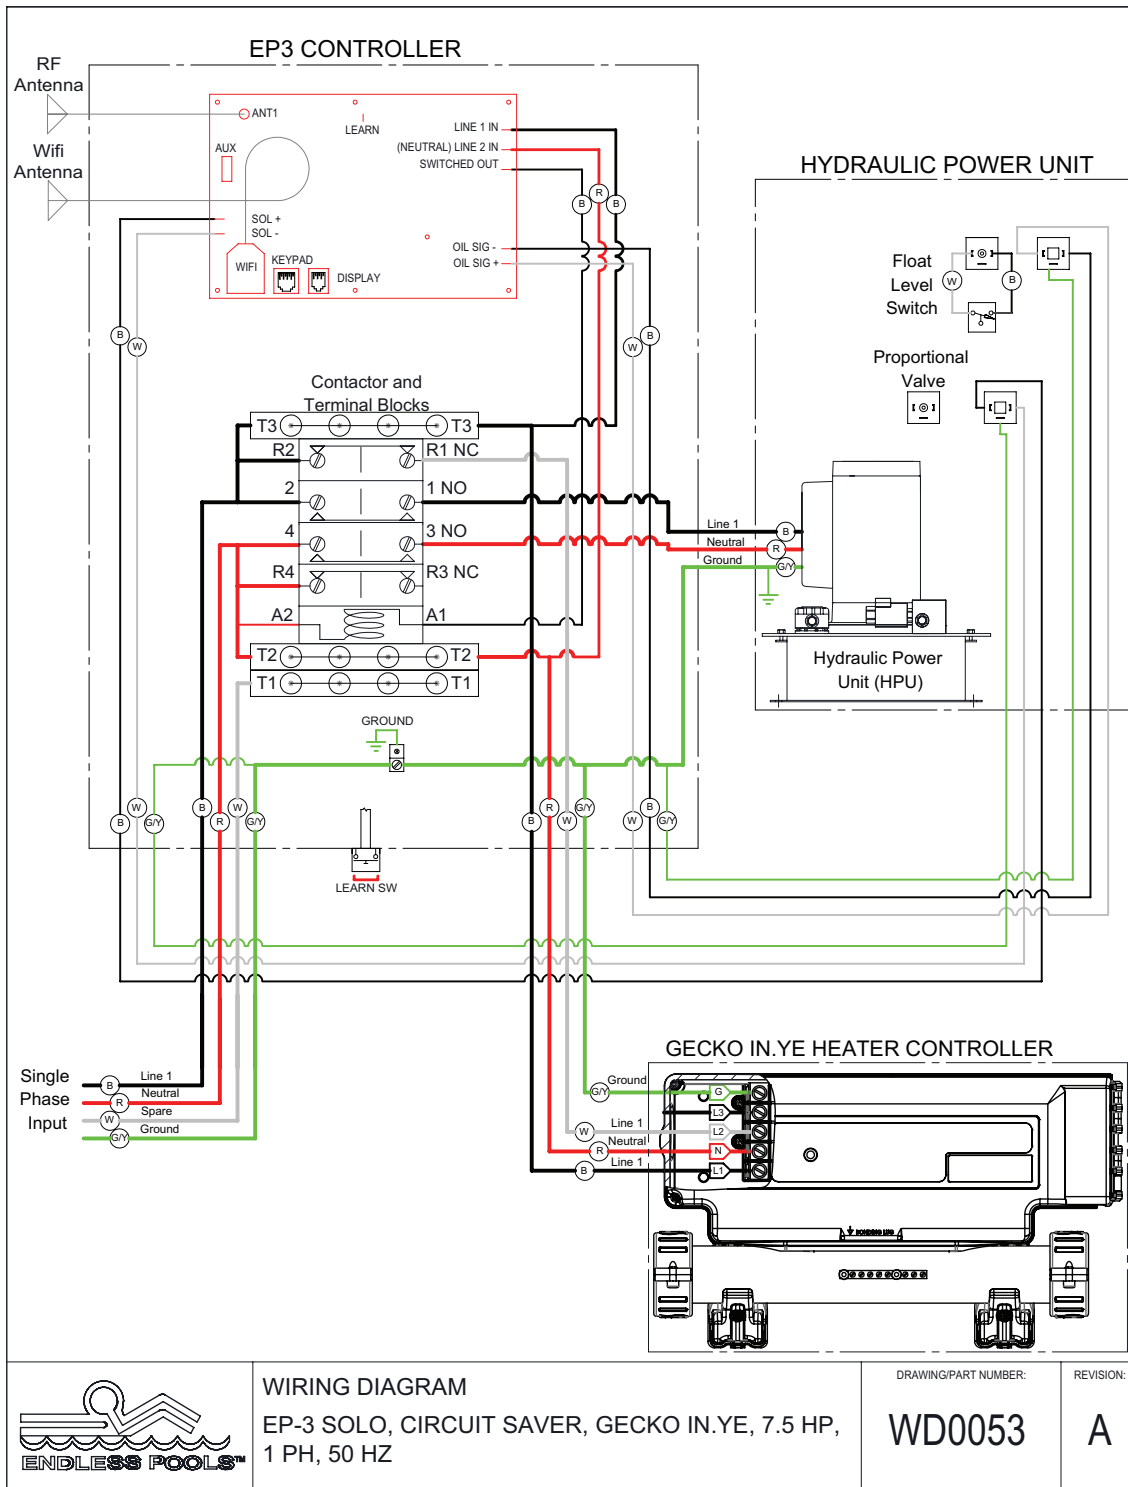 EP3 CONTROLLER
RF
Antenna
ANT1
LEARN
LINE 1 IN
AUX
(NEUTRAL) LINE 2 IN
SWITCHED OUT
Wifi
Antenna
SOL +
SOL -
OIL SIG -
OIL SIG +
WIFI
KEYPAD
DISPLAY
R
B
B
HYDRAULIC POWER UNIT
Float
Level
Switch
W
B
Proportional
Valve
B
W
W
B
Contactor and
Terminal Blocks
T3
T3
R2
R1 NC
2
1 NO
4
3 NO
R4
R3 NC
A2
A1
T2
T2
T1
T1
Line 1
B
Neutral
R
Ground
G/Y
Hydraulic Power
Unit (HPU)
GROUND
B
W
G/Y
B
R
W
G/Y
B
R
W
G/Y
W
B
G/Y
LEARN SW
Single
Phase
Input
B
Line 1
R
Neutral
W
Spare
G/Y
Ground
GECKO IN.YE HEATER CONTROLLER
G/Y
Ground
G
L3
W
Line 1
L2
R
Neutral
N
B
Line 1
L1
BONDING LUG
ENDLESS POOLS™
WIRING DIAGRAM
EP-3 SOLO, CIRCUIT SAVER, GECKO IN.YE, 7.5 HP,
1 PH, 50 HZ
DRAWING/PART NUMBER:
WD0053
REVISION:
A